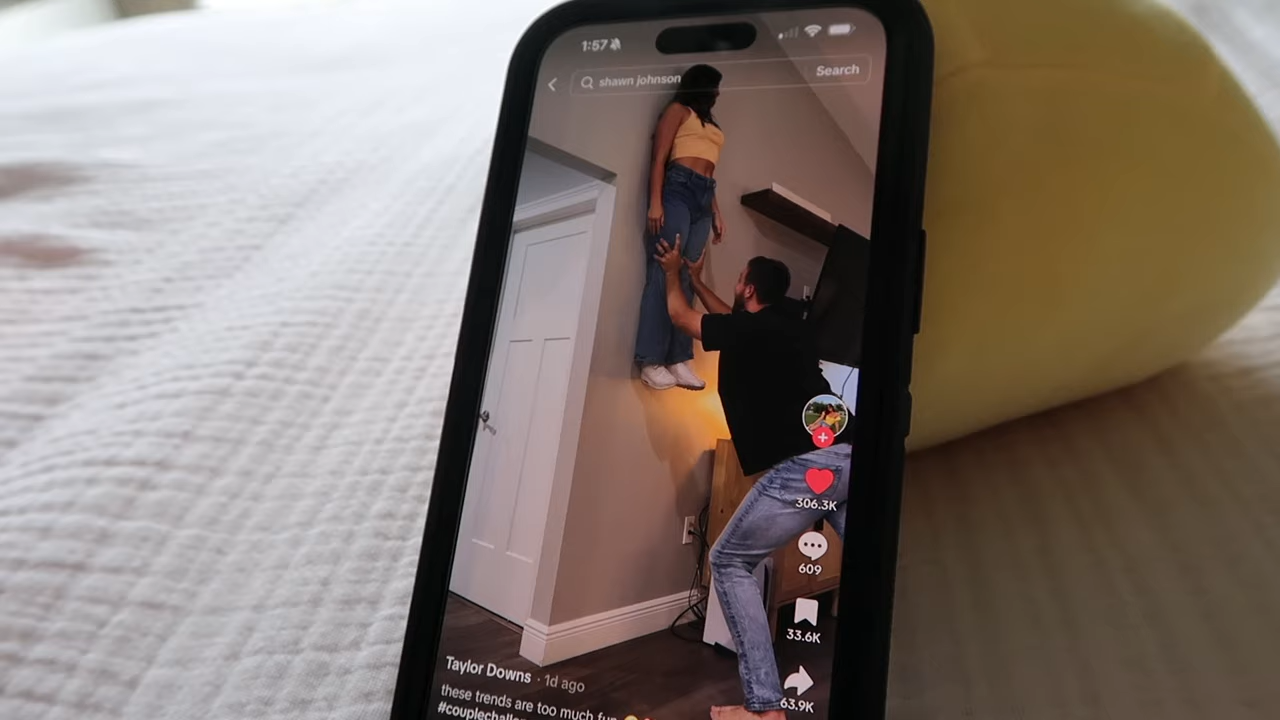 1:57
shawn johnson
Search
306.3K
609
33.6K
63.9K
Taylor Downs · 1d ago
these trends are too much fun
#couplechallen